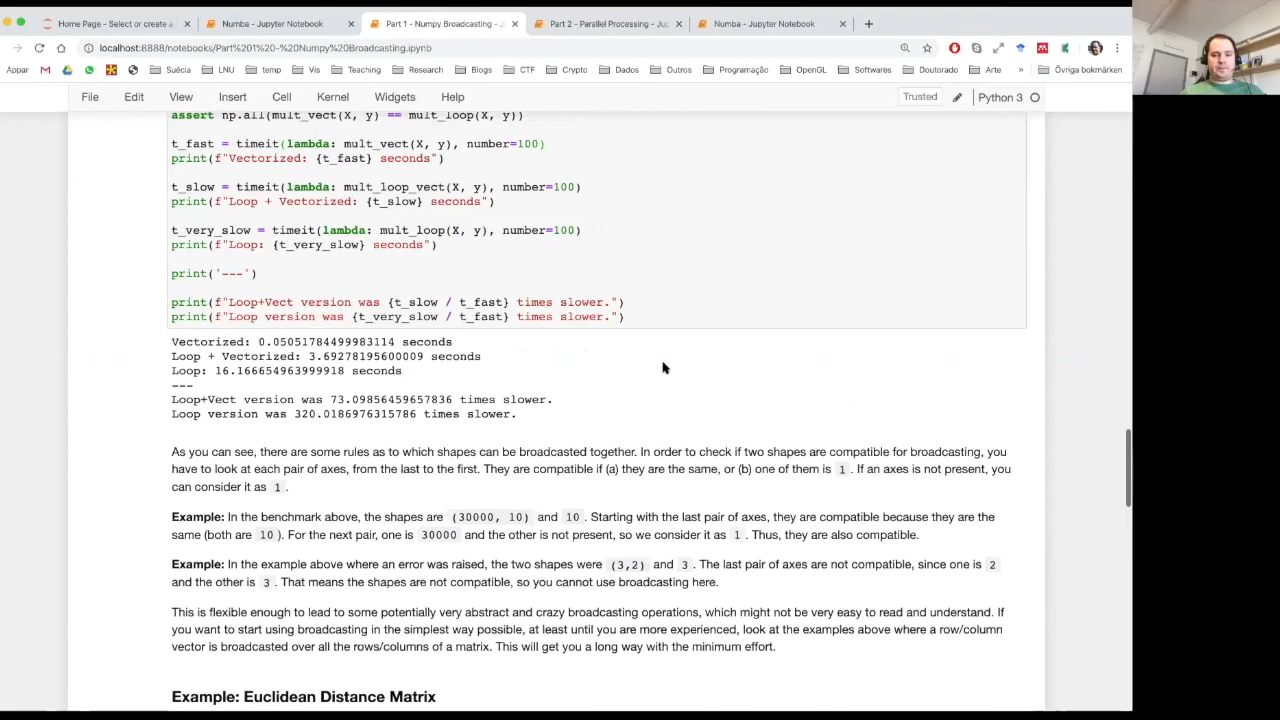 Home Page - Select or create a
Numba - Jupyter Notebook
Part 1 - Numpy Broadcasting - J
Part 2 - Parallel Processing - Ju
Numba - Jupyter Notebook
localhost:8888/notebooks/Part%201%20-%20Numpy%20Broadcasting.ipynb
Appar
Suécia
LNU
temp
Vis
Teaching
Research
Blogs
CTF
Crypto
Dados
Outros
Programação
OpenGL
Softwares
Doutorado
Arte
»
Övriga bokmärken
File Edit View Insert Cell Kernel Widgets Help
Trusted
Python 3
assert np.all(mult_vect(X, y) == mult_loop(X, y))
t_fast = timeit(lambda: mult_vect(X, y), number=100)
print(f"Vectorized: {t_fast} seconds")
t_slow = timeit(lambda: mult_loop_vect(X, y), number=100)
print(f"Loop + Vectorized: {t_slow} seconds")
t_very_slow = timeit(lambda: mult_loop(X, y), number=100)
print(f"Loop: {t_very_slow} seconds")
print('---')
print(f"Loop+Vect version was {t_slow / t_fast} times slower.")
print(f"Loop version was {t_very_slow / t_fast} times slower.")
Vectorized: 0.05051784499983114 seconds
Loop + Vectorized: 3.69278195600009 seconds
Loop: 16.166654963999918 seconds
---
Loop+Vect version was 73.09856459657836 times slower.
Loop version was 320.0186976315786 times slower.
As you can see, there are some rules as to which shapes can be broadcasted together. In order to check if two shapes are compatible for broadcasting, you
have to look at each pair of axes, from the last to the first. They are compatible if (a) they are the same, or (b) one of them is 1 . If an axes is not present, you
can consider it as 1 .
Example: In the benchmark above, the shapes are (30000, 10) and 10 . Starting with the last pair of axes, they are compatible because they are the
same (both are 10 ). For the next pair, one is 30000 and the other is not present, so we consider it as 1 . Thus, they are also compatible.
Example: In the example above where an error was raised, the two shapes were (3,2) and 3 . The last pair of axes are not compatible, since one is 2
and the other is 3 . That means the shapes are not compatible, so you cannot use broadcasting here.
This is flexible enough to lead to some potentially very abstract and crazy broadcasting operations, which might not be very easy to read and understand. If
you want to start using broadcasting in the simplest way possible, at least until you are more experienced, look at the examples above where a row/column
vector is broadcasted over all the rows/columns of a matrix. This will get you a long way with the minimum effort.
Example: Euclidean Distance Matrix